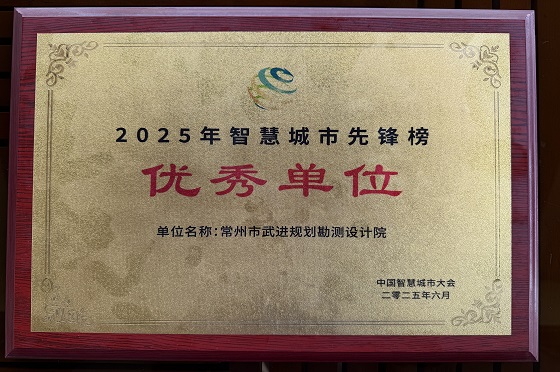 2025年智慧城市先锋榜
优秀单位
单位名称：常州市武进规划勘测设计院
中国智慧城市大会
二零二五年六月